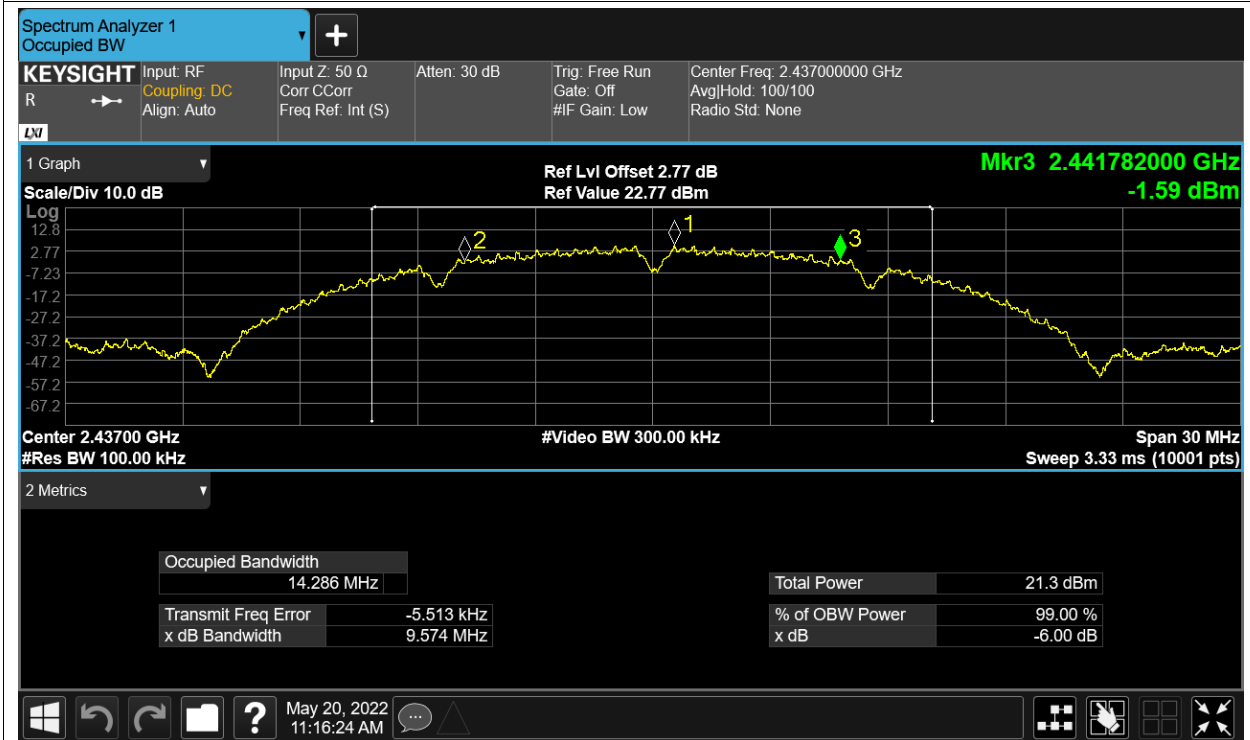 Spectrum Analyzer 1
Occupied BW
+
KEYSIGHT
R
LXI
Input: RF
Coupling: DC
Align: Auto
Input Z: 50 Ω
Corr CCorr
Freq Ref: Int (S)
Atten: 30 dB
Trig: Free Run
Gate: Off
#IF Gain: Low
Center Freq: 2.437000000 GHz
Avg|Hold: 100/100
Radio Std: None
1 Graph
Scale/Div 10.0 dB
Ref Lvl Offset 2.77 dB
Ref Value 22.77 dBm
Mkr3 2.441782000 GHz
-1.59 dBm
Log
12.8
2.77
-7.23
-17.2
-27.2
-37.2
-47.2
-57.2
-67.2
2
1
3
Center 2.43700 GHz
#Res BW 100.00 kHz
#Video BW 300.00 kHz
Span 30 MHz
Sweep 3.33 ms (10001 pts)
2 Metrics
Occupied Bandwidth
14.286 MHz
Transmit Freq Error -5.513 kHz
x dB Bandwidth 9.574 MHz
Total Power 21.3 dBm
% of OBW Power 99.00 %
x dB -6.00 dB
?
May 20, 2022
11:16:24 AM